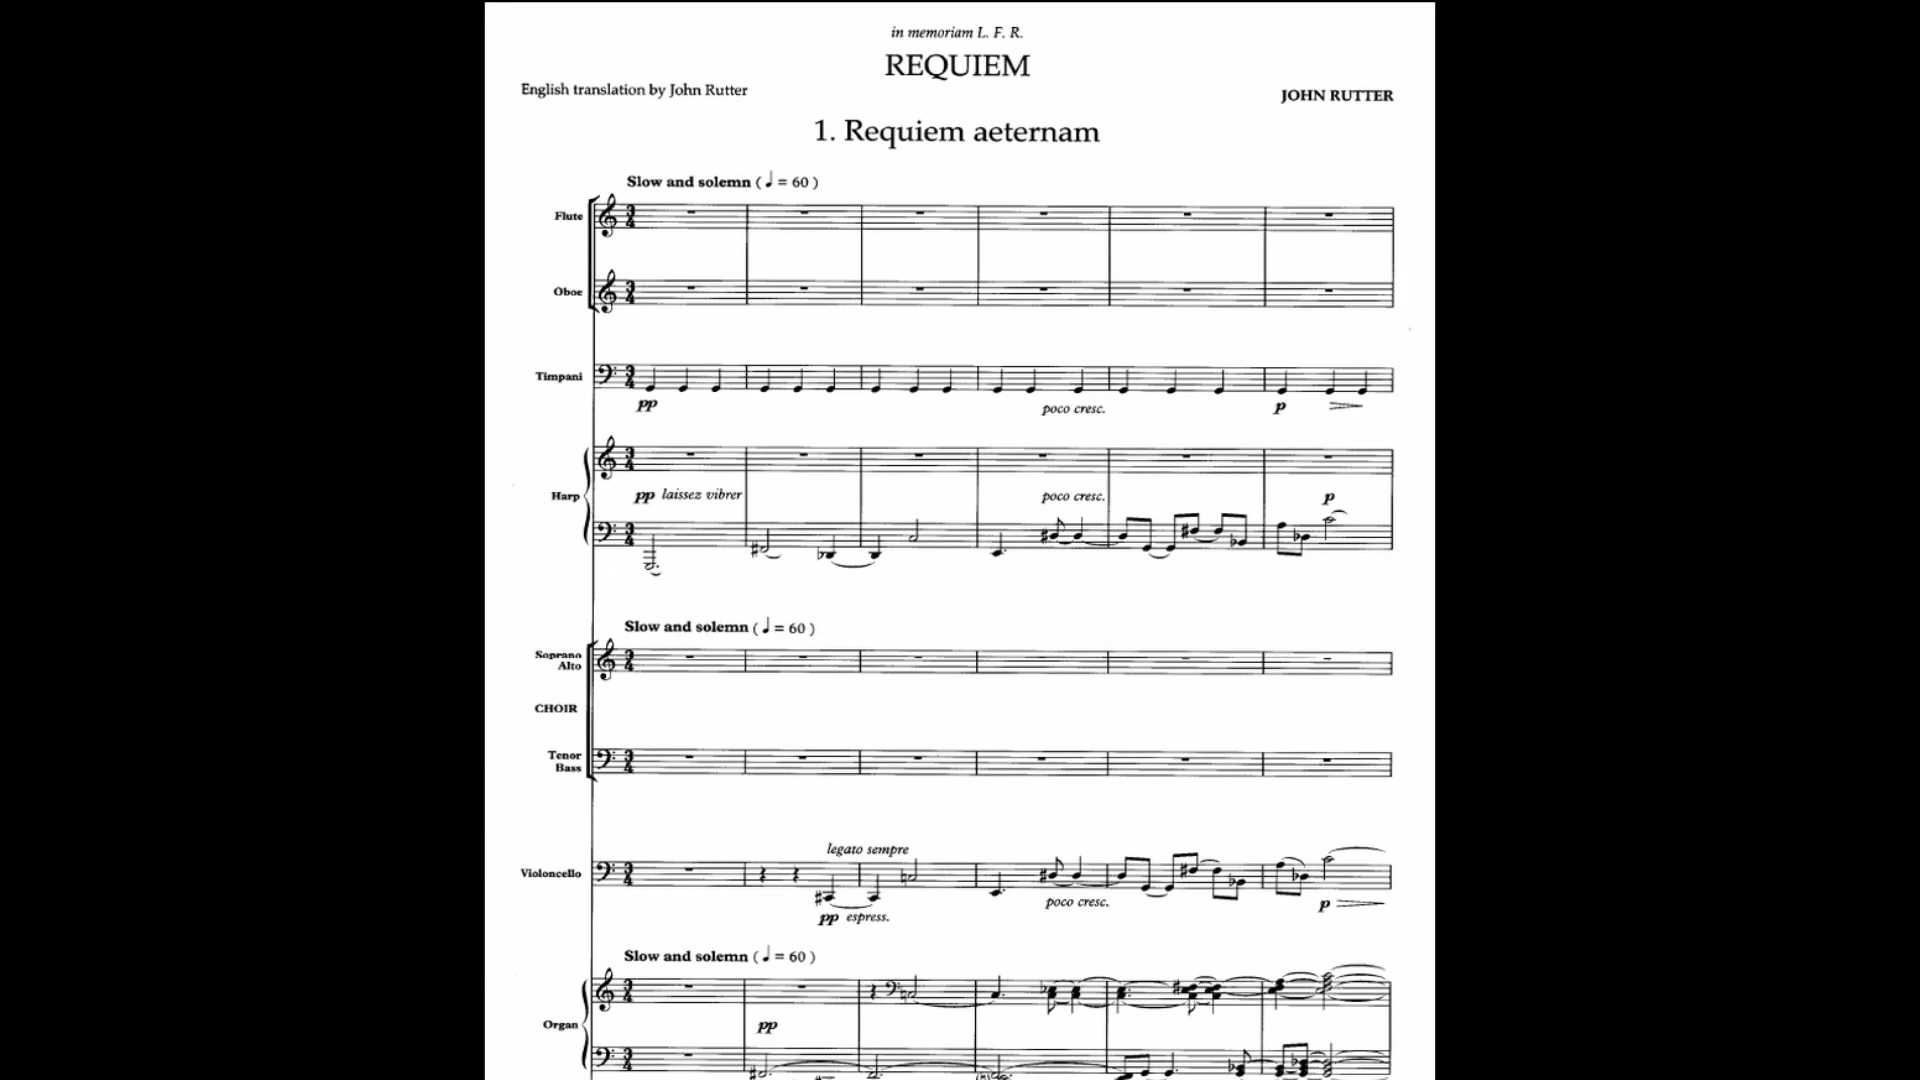 in memoriam L. F. R.
REQUIEM
English translation by John Rutter
JOHN RUTTER
1. Requiem aeternam
Slow and solemn ( ♩ = 60 )
Flute
Oboe
Timpani
pp
poco cresc.
p
Harp
pp laissez vibrer
poco cresc.
p
Slow and solemn ( ♩ = 60 )
Soprano
Alto
CHOIR
Tenor
Bass
legato sempre
Violoncello
pp espress.
poco cresc.
p
Slow and solemn ( ♩ = 60 )
Organ
pp